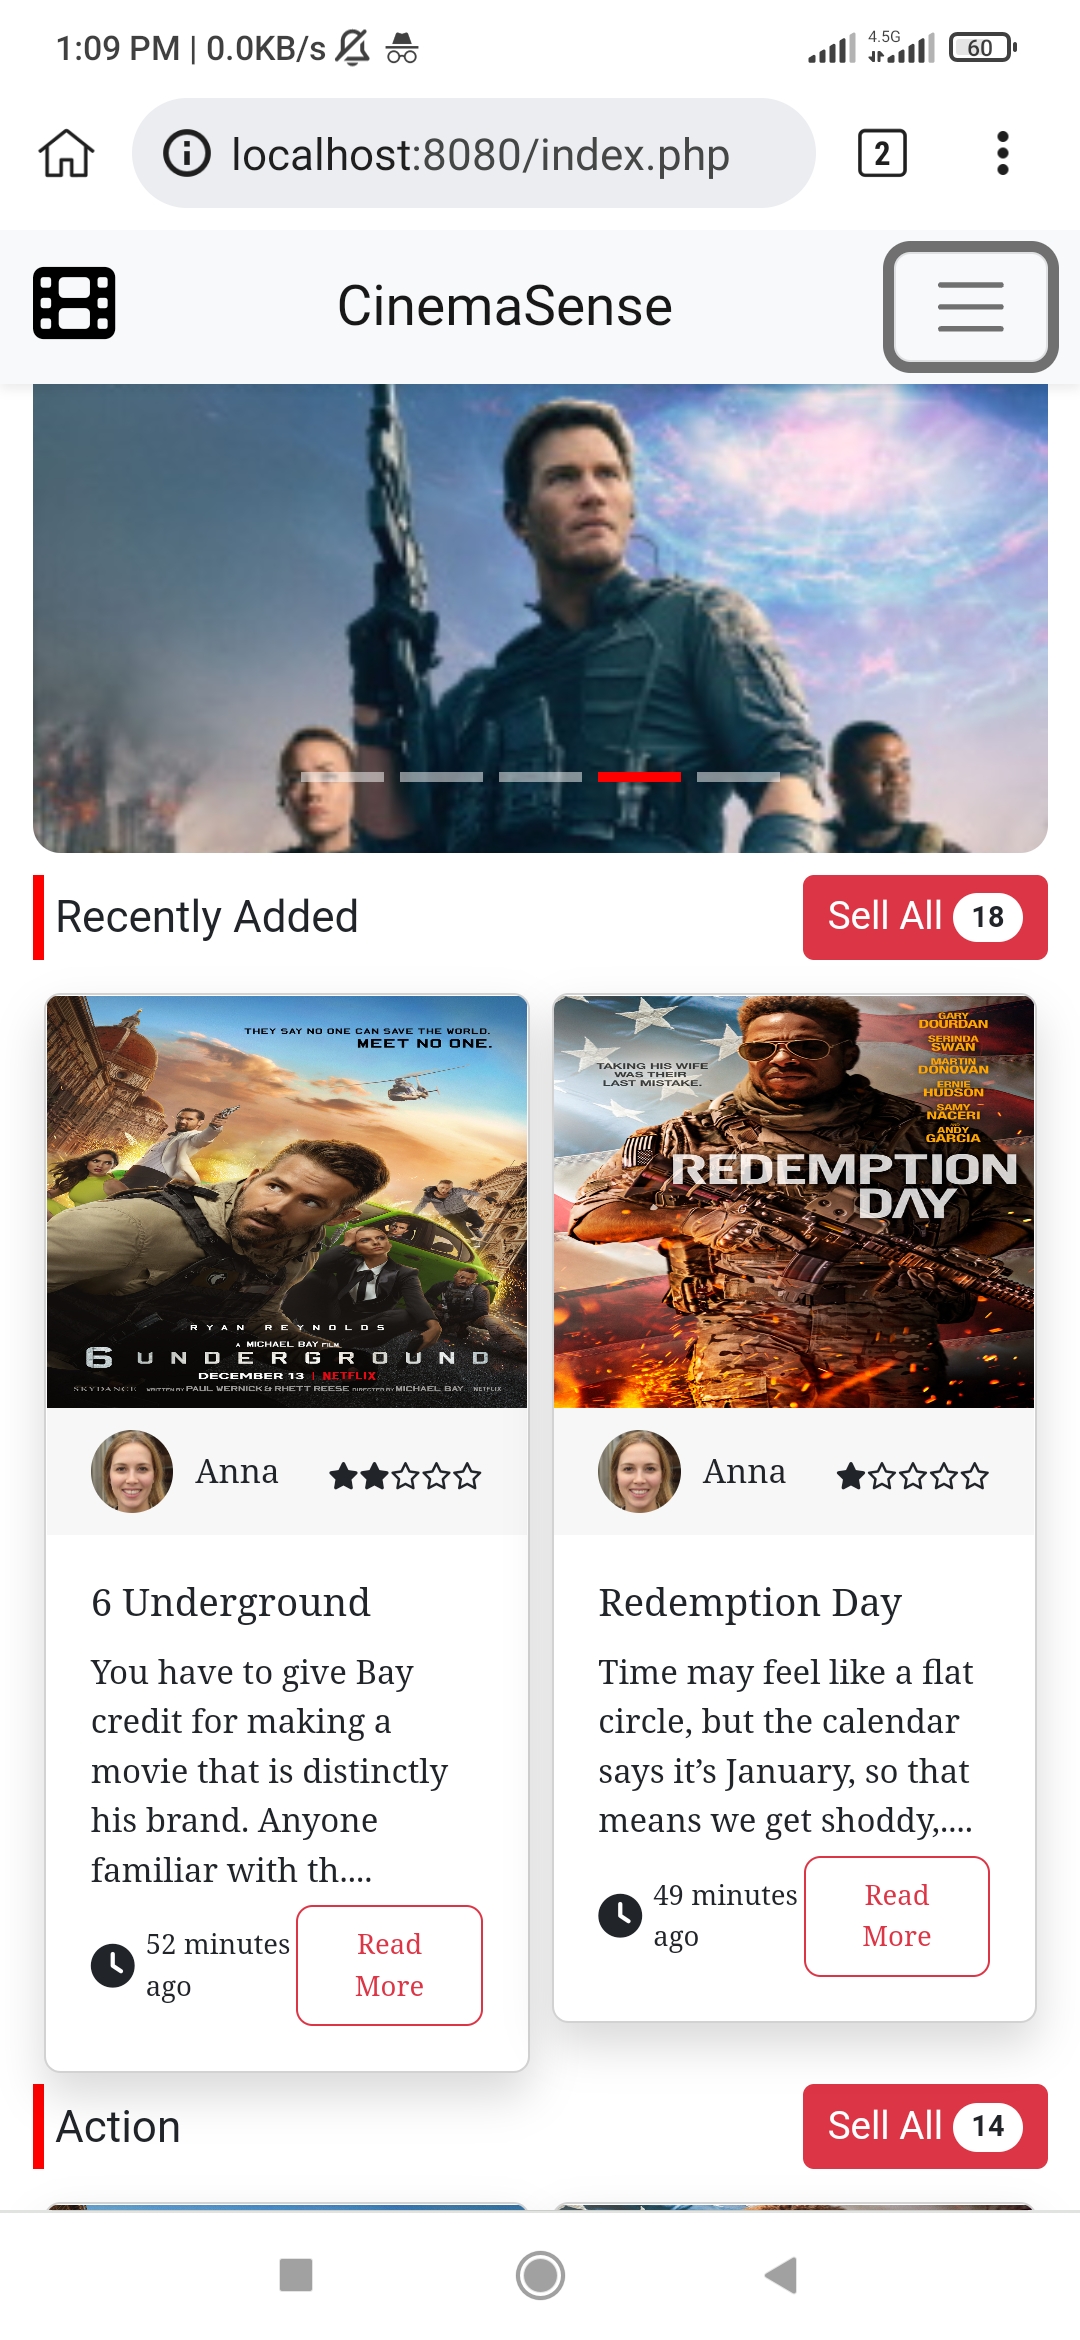 1:09 PM | 0.0KB/s
4.5G
60
localhost:8080/index.php
2
CinemaSense
Recently Added
Sell All 18
THEY SAY NO ONE CAN SAVE THE WORLD.
MEET NO ONE.
RYAN REYNOLDS
A MICHAEL BAY FILM
6 UNDERGROUND
DECEMBER 13 | NETFLIX
SKYDANCE WRITTEN BY PAUL WERNICK & RHETT REESE DIRECTED BY MICHAEL BAY NETFLIX
Anna
6 Underground
You have to give Bay
credit for making a
movie that is distinctly
his brand. Anyone
familiar with th....
52 minutes
ago
Read
More
TAKING HIS WIFE
WAS THEIR
LAST MISTAKE.
GARY
DOURDAN
SERINDA
SWAN
MARTIN
DONOVAN
ERNIE
HUDSON
SAMY
NACERI
AND
ANDY
GARCIA
REDEMPTION
DAY
Anna
Redemption Day
Time may feel like a flat
circle, but the calendar
says it’s January, so that
means we get shoddy,....
49 minutes
ago
Read
More
Action
Sell All 14